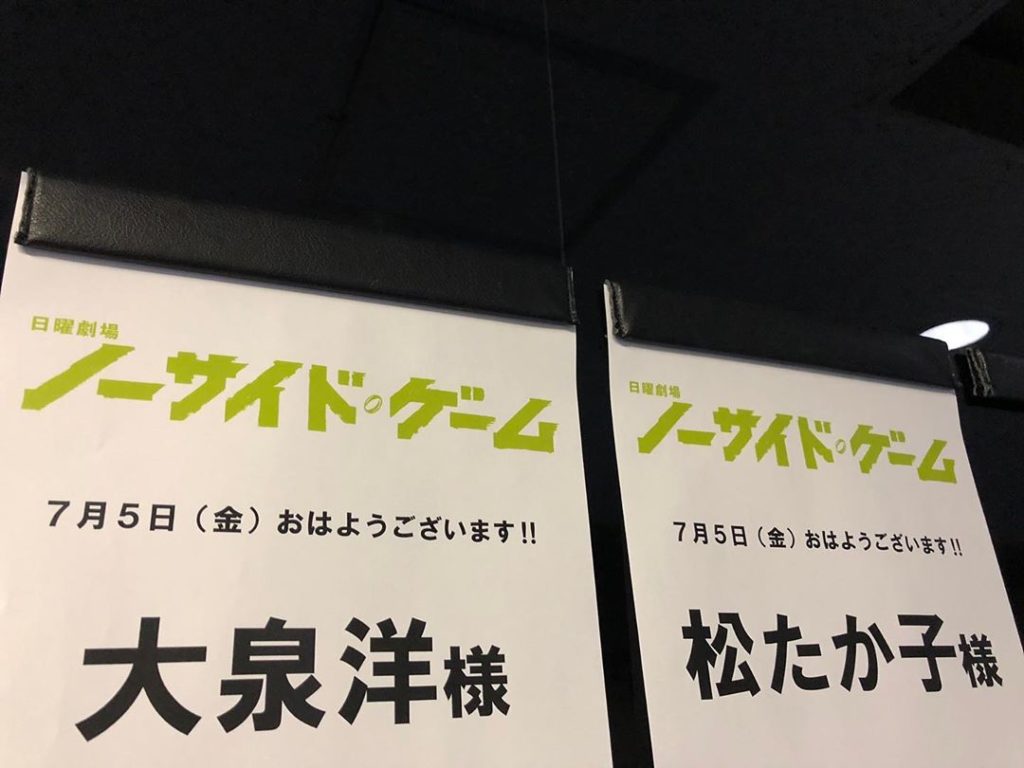 日曜劇場
ノーサイド・ゲーム
7月5日（金）おはようございます!!
大泉洋様
日曜劇場
ノーサイド・ゲーム
7月5日（金）おはようございます!!
松たか子様